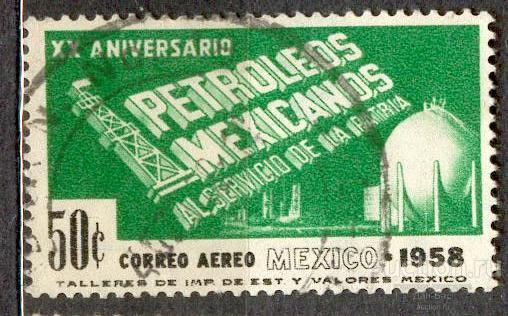 XX ANIVERSARIO
PETROLEOS
MEXICANOS
AL SERVICIO DE LA PATRIA
50¢
CORREO AEREO MEXICO • 1958
TALLERES DE IMP. DE EST. Y VALORES. MEXICO